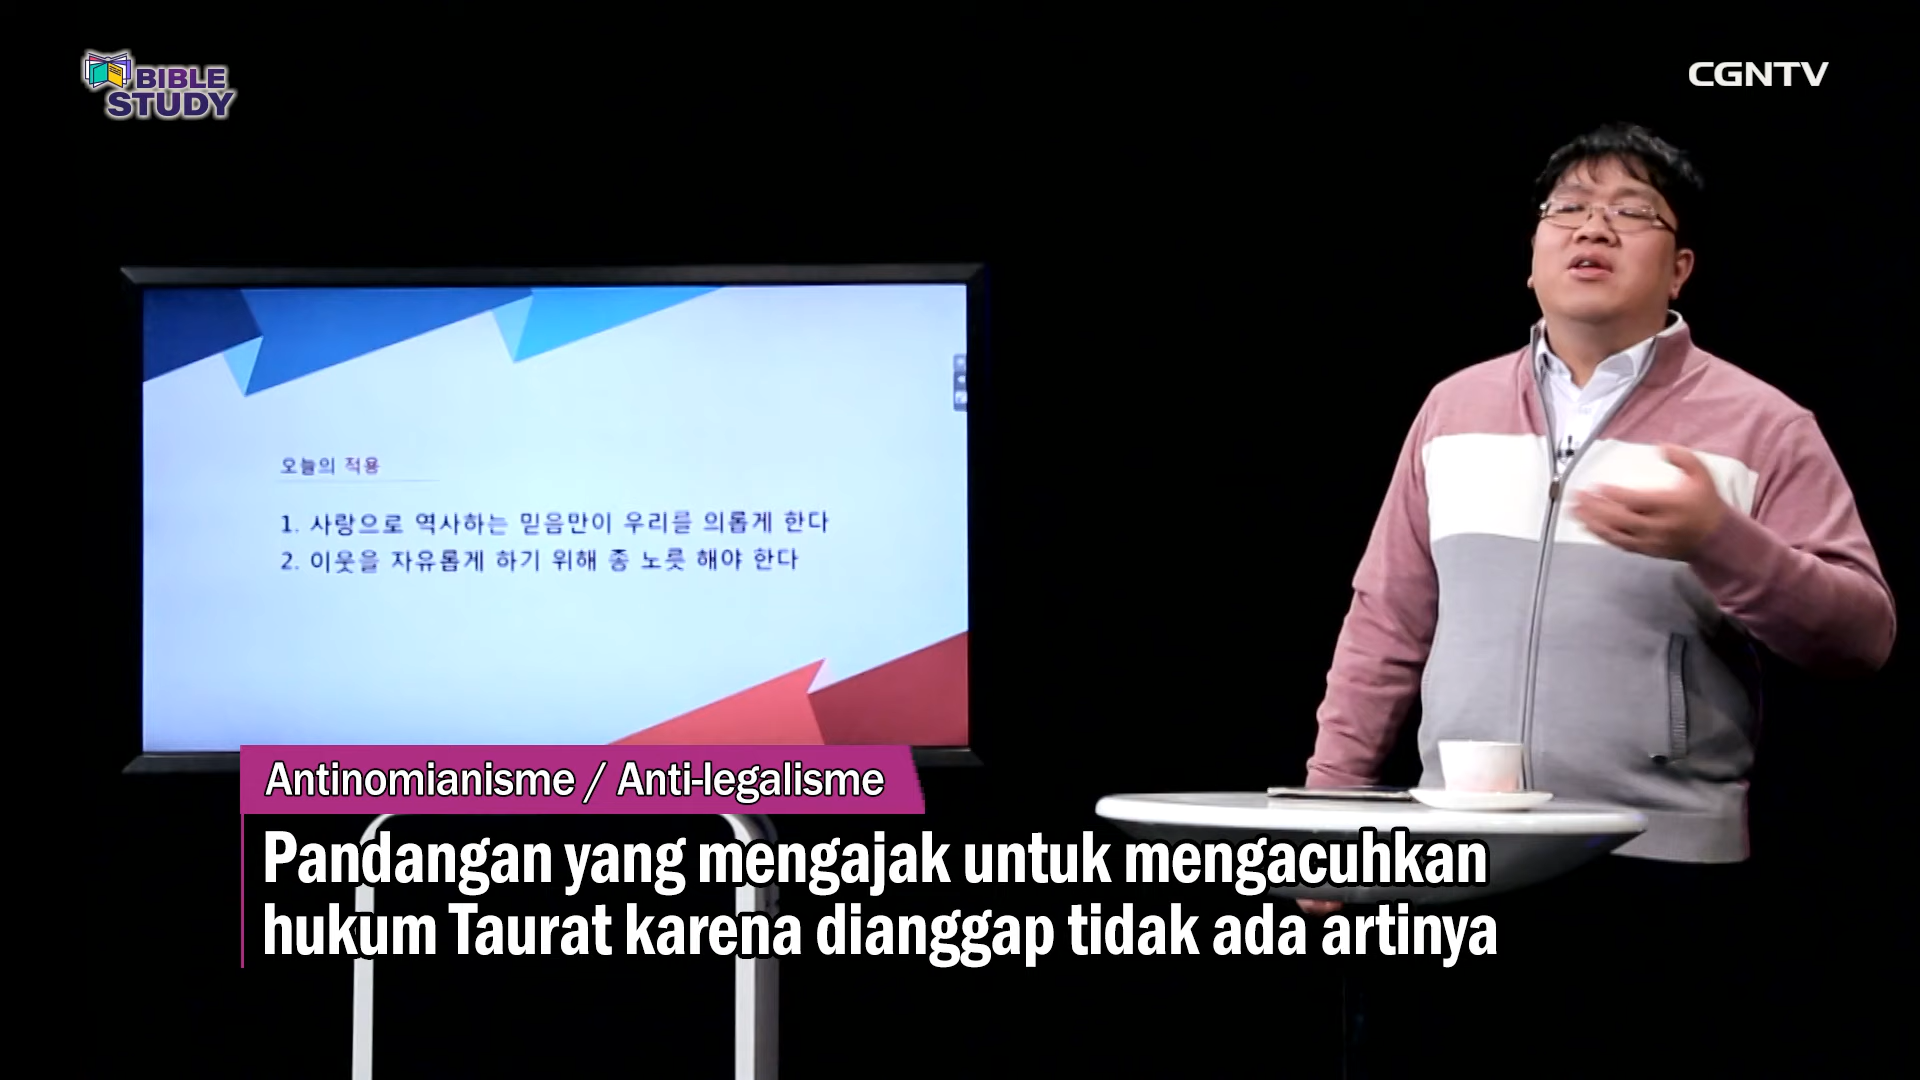 BIBLE
STUDY
CGNTV
오늘의 적용
1. 사랑으로 역사하는 믿음만이 우리를 의롭게 한다
2. 이웃을 자유롭게 하기 위해 종 노릇 해야 한다
Antinomianisme / Anti-legalisme
Pandangan yang mengajak untuk mengacuhkan
hukum Taurat karena dianggap tidak ada artinya